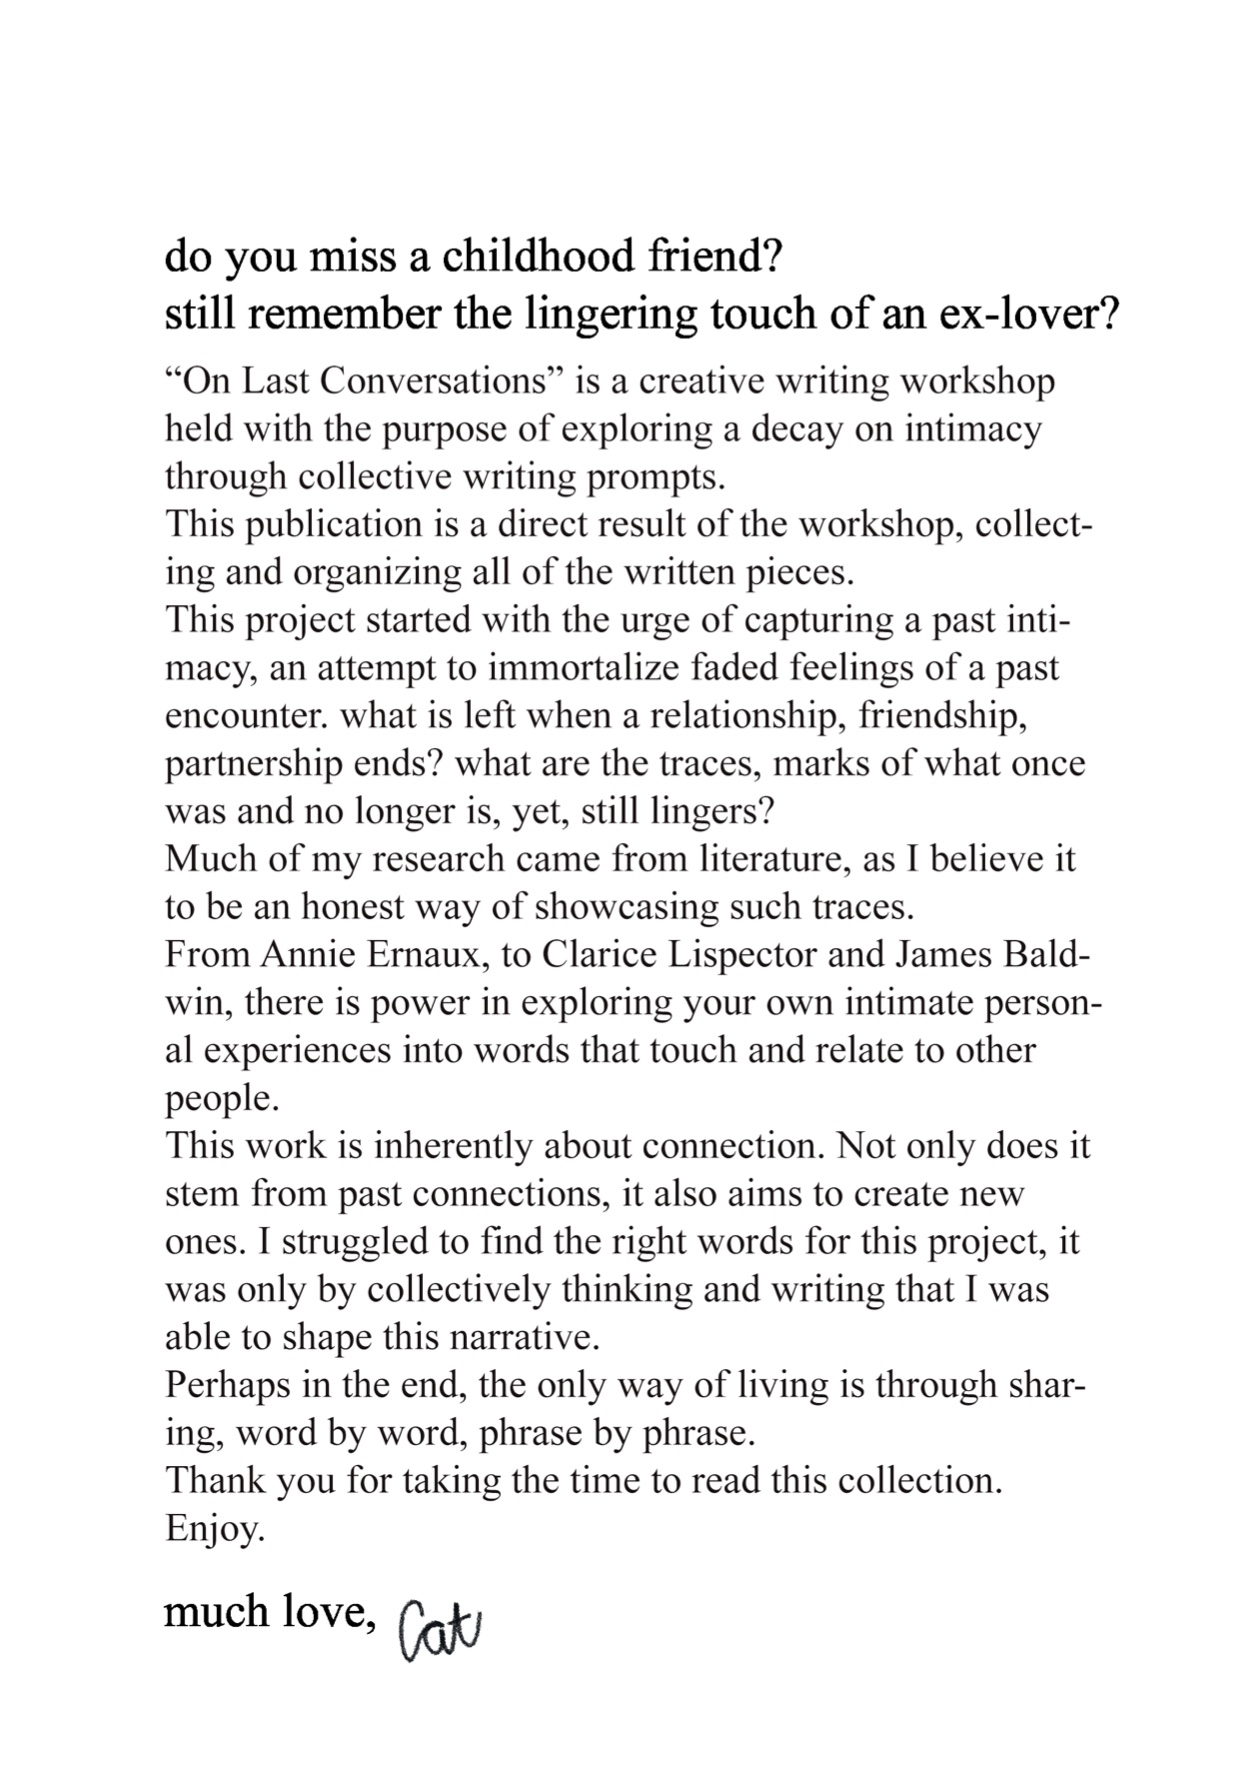 do you miss a childhood friend?
still remember the lingering touch of an ex-lover?
“On Last Conversations” is a creative writing workshop
held with the purpose of exploring a decay on intimacy
through collective writing prompts.
This publication is a direct result of the workshop, collect-
ing and organizing all of the written pieces.
This project started with the urge of capturing a past inti-
macy, an attempt to immortalize faded feelings of a past
encounter. what is left when a relationship, friendship,
partnership ends? what are the traces, marks of what once
was and no longer is, yet, still lingers?
Much of my research came from literature, as I believe it
to be an honest way of showcasing such traces.
From Annie Ernaux, to Clarice Lispector and James Bald-
win, there is power in exploring your own intimate person-
al experiences into words that touch and relate to other
people.
This work is inherently about connection. Not only does it
stem from past connections, it also aims to create new
ones. I struggled to find the right words for this project, it
was only by collectively thinking and writing that I was
able to shape this narrative.
Perhaps in the end, the only way of living is through shar-
ing, word by word, phrase by phrase.
Thank you for taking the time to read this collection.
Enjoy.
much love, Cat